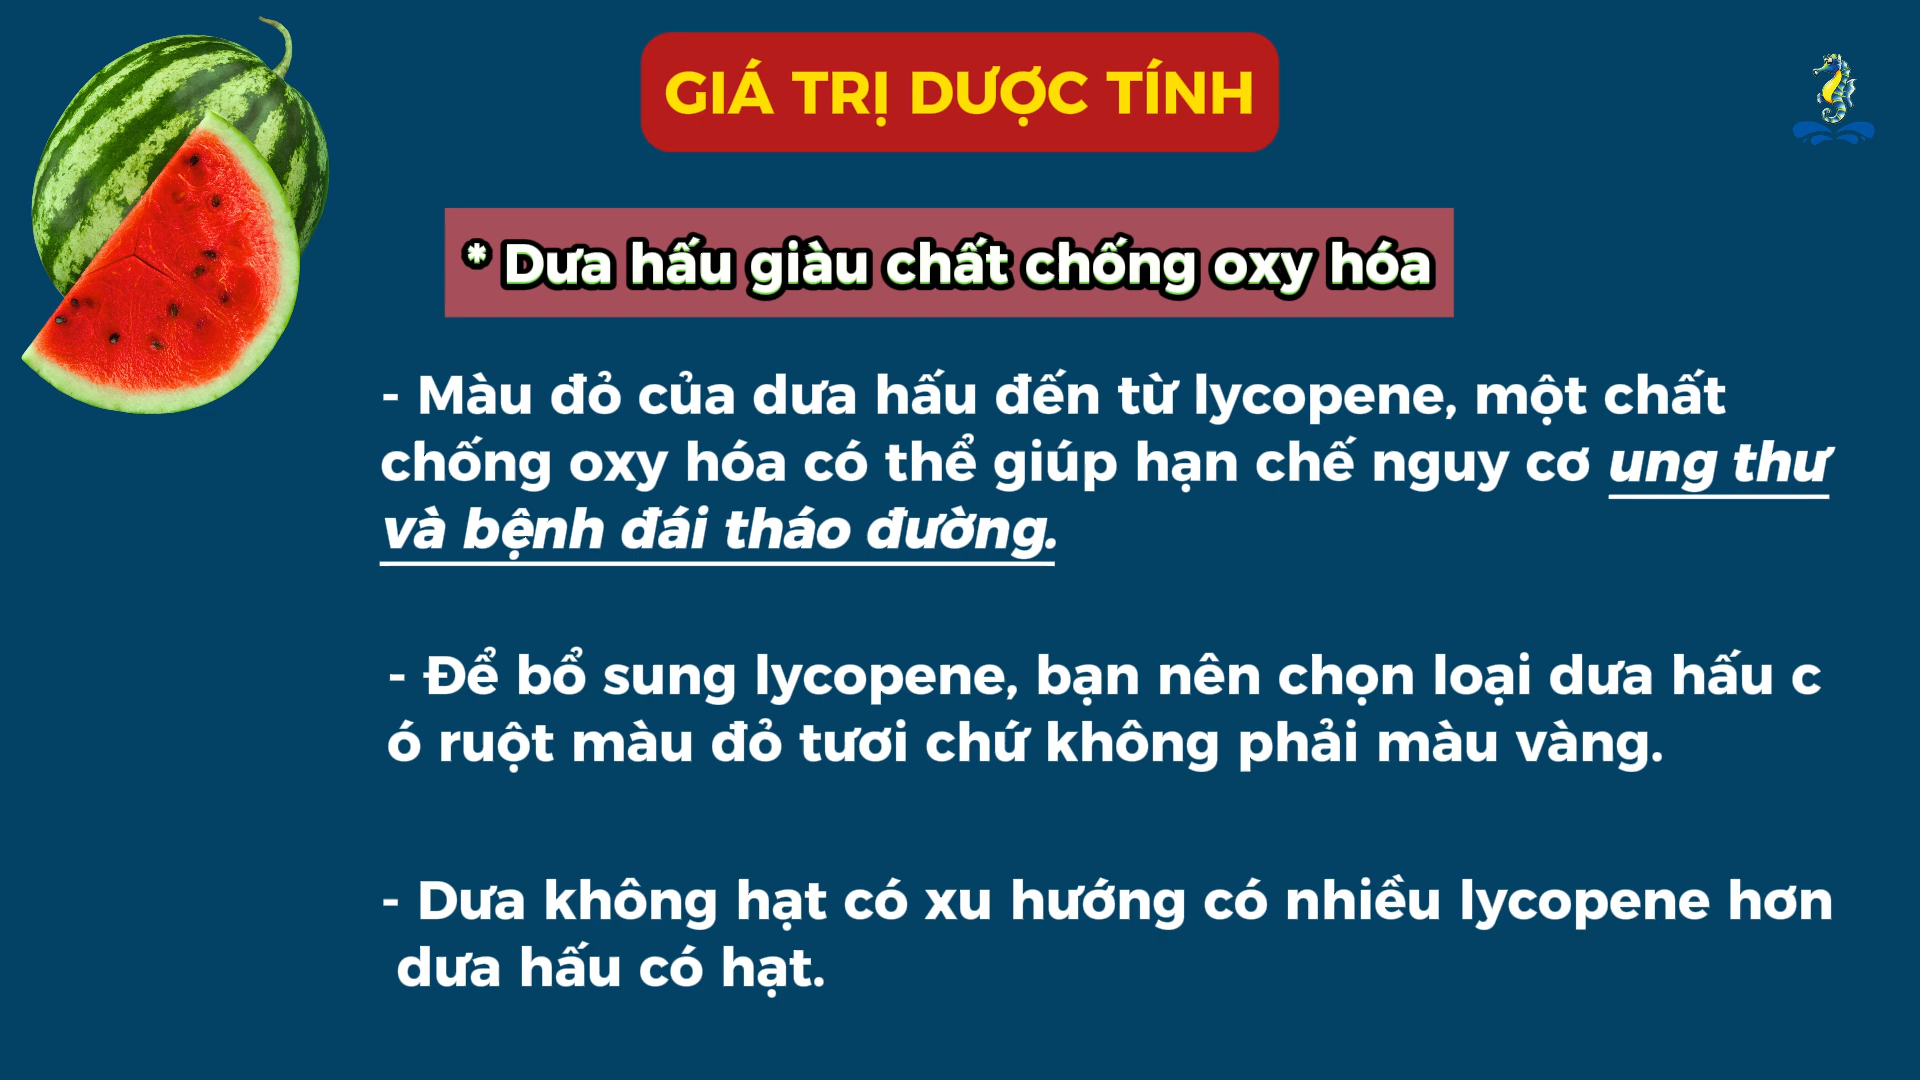 GIÁ TRỊ DƯỢC TÍNH
* Dưa hấu giàu chất chống oxy hóa
- Màu đỏ của dưa hấu đến từ lycopene, một chất
chống oxy hóa có thể giúp hạn chế nguy cơ ung thư
và bệnh đái tháo đường.
- Để bổ sung lycopene, bạn nên chọn loại dưa hấu c
ó ruột màu đỏ tươi chứ không phải màu vàng.
- Dưa không hạt có xu hướng có nhiều lycopene hơn
dưa hấu có hạt.